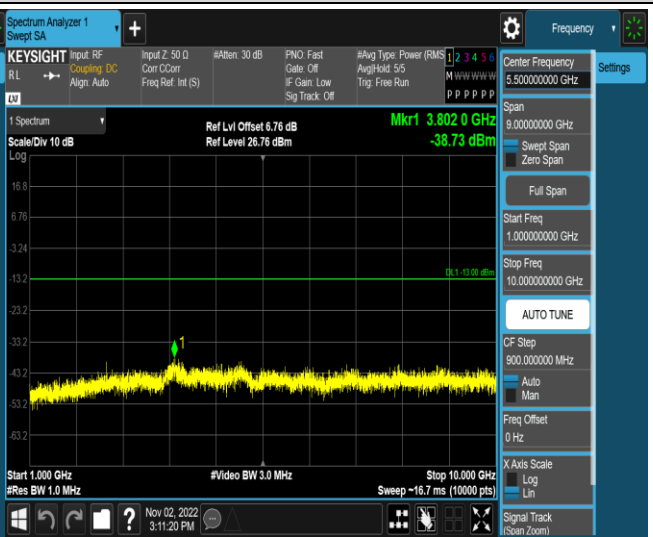 Spectrum Analyzer 1
Swept SA
Frequency
KEYSIGHT
Input: RF
Input Z: 50 Ω
#Atten: 30 dB
PNO: Fast
#Avg Type: Power (RMS
1 2 3 4 5 6
R L
Coupling: DC
Corr CCorr
Gate: Off
Avg|Hold: 5/5
M W W W W W
Align: Auto
Freq Ref: Int (S)
IF Gain: Low
Trig: Free Run
Sig Track: Off
P P P P P P
LXI
1 Spectrum
Ref Lvl Offset 6.76 dB
Mkr1 3.802 0 GHz
Scale/Div 10 dB
Ref Level 26.76 dBm
-38.73 dBm
Log
16.8
6.76
-3.24
-13.2
DL1 -13.00 dBm
-23.2
-33.2
1
-43.2
-53.2
-63.2
Start 1.000 GHz
#Video BW 3.0 MHz
Stop 10.000 GHz
#Res BW 1.0 MHz
Sweep ~16.7 ms (10000 pts)
Nov 02, 2022
3:11:20 PM
Center Frequency
5.500000000 GHz
Settings
Span
9.00000000 GHz
Swept Span
Zero Span
Full Span
Start Freq
1.000000000 GHz
Stop Freq
10.000000000 GHz
AUTO TUNE
CF Step
900.000000 MHz
Auto
Man
Freq Offset
0 Hz
X Axis Scale
Log
Lin
Signal Track
(Span Zoom)